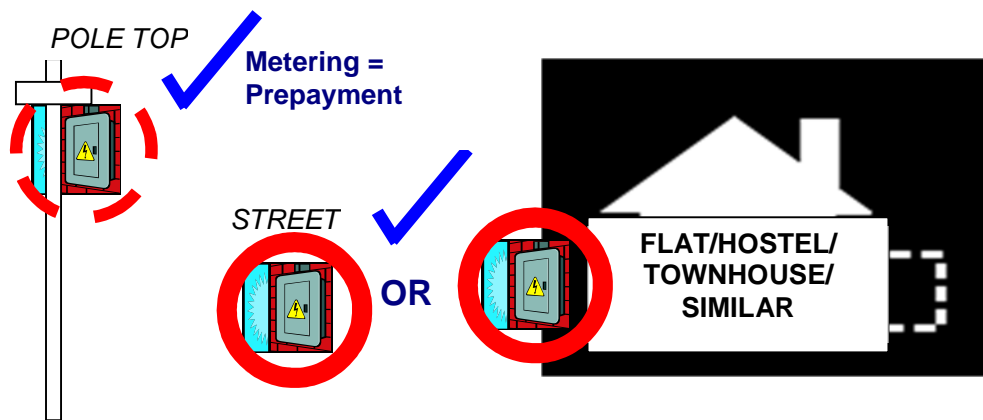 POLE TOP
Metering =
Prepayment
STREET
OR
FLAT/HOSTEL/
TOWNHOUSE/
SIMILAR